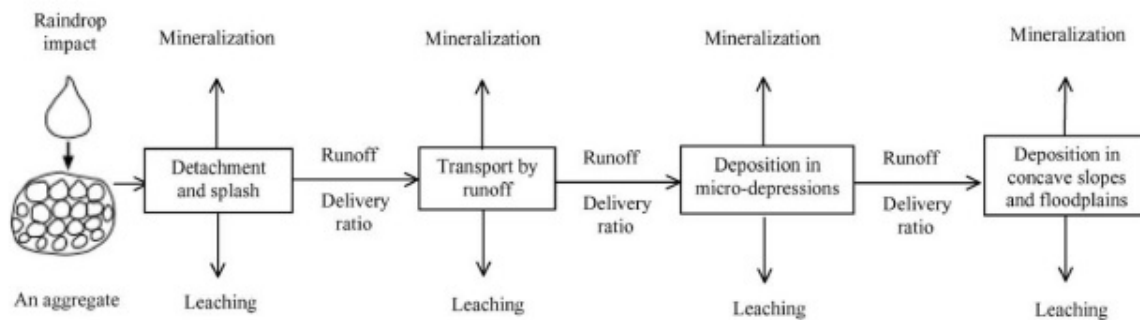 Raindrop
impact
An aggregate
Mineralization
Detachment
and splash
Leaching
Runoff
Delivery
ratio
Mineralization
Transport by
runoff
Leaching
Runoff
Delivery
ratio
Mineralization
Deposition in
micro-depressions
Leaching
Runoff
Delivery
ratio
Mineralization
Deposition in
concave slopes
and floodplains
Leaching